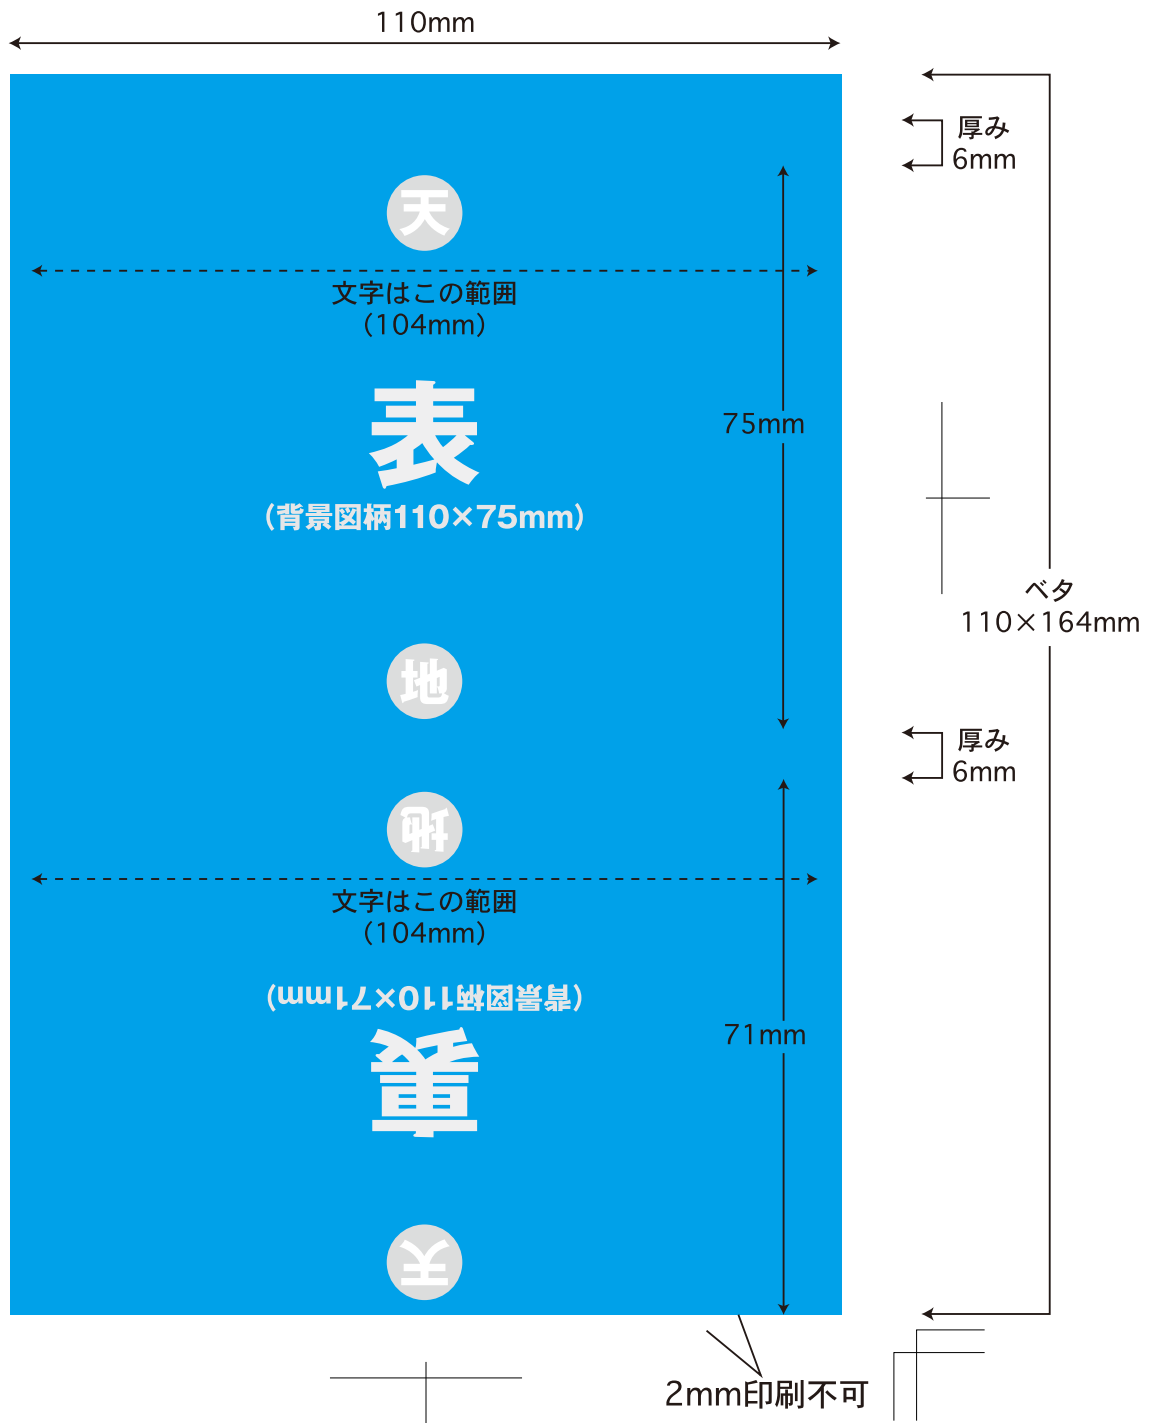 110mm
厚み
6mm
天
文字はこの範囲
（104mm）
表
75mm
（背景図柄110×75mm）
ベタ
110×164mm
地
厚み
6mm
地
文字はこの範囲
（104mm）
（背景図柄110×71mm）
71mm
裏
天
2mm印刷不可